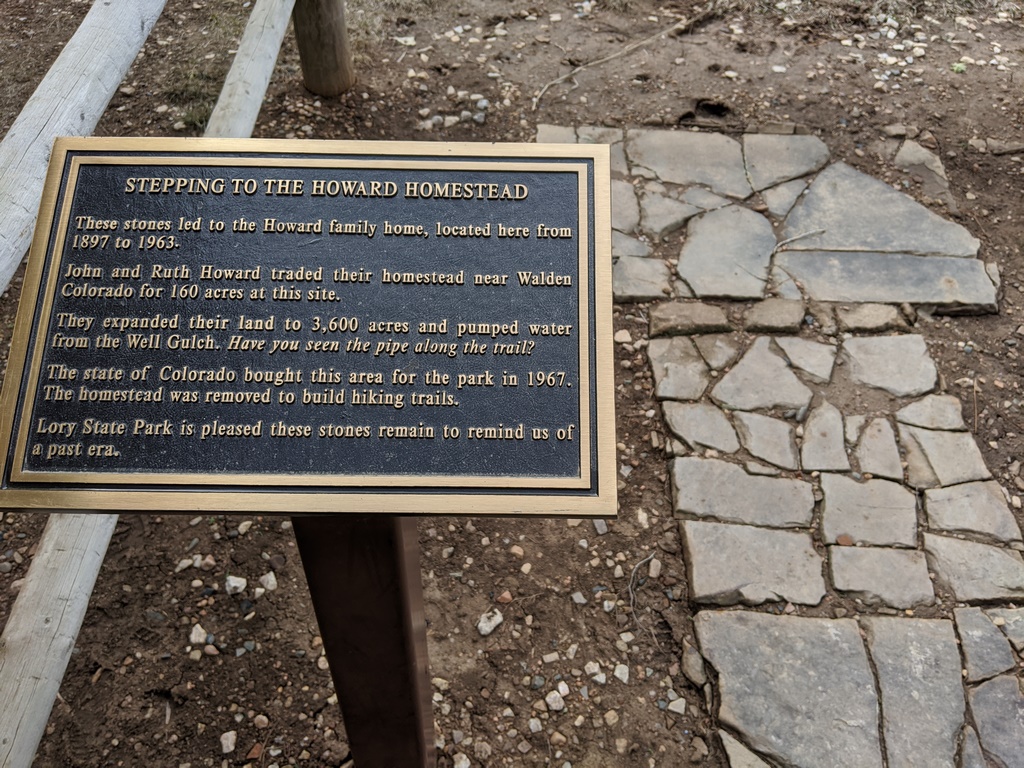 STEPPING TO THE HOWARD HOMESTEAD
These stones led to the Howard family home, located here from
1897 to 1963.
John and Ruth Howard traded their homestead near Walden
Colorado for 160 acres at this site.
They expanded their land to 3,600 acres and pumped water
from the Well Gulch. Have you seen the pipe along the trail?
The state of Colorado bought this area for the park in 1967.
The homestead was removed to build hiking trails.
Lory State Park is pleased these stones remain to remind us of
a past era.